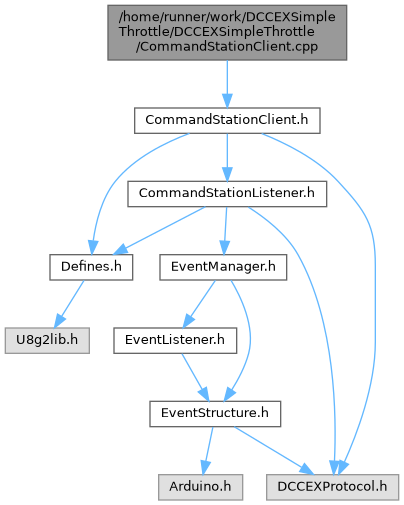 /home/runner/work/DCCEXSimple
Throttle/DCCEXSimpleThrottle
/CommandStationClient.cpp
CommandStationClient.h
CommandStationListener.h
Defines.h
EventManager.h
U8g2lib.h
EventListener.h
EventStructure.h
Arduino.h
DCCEXProtocol.h